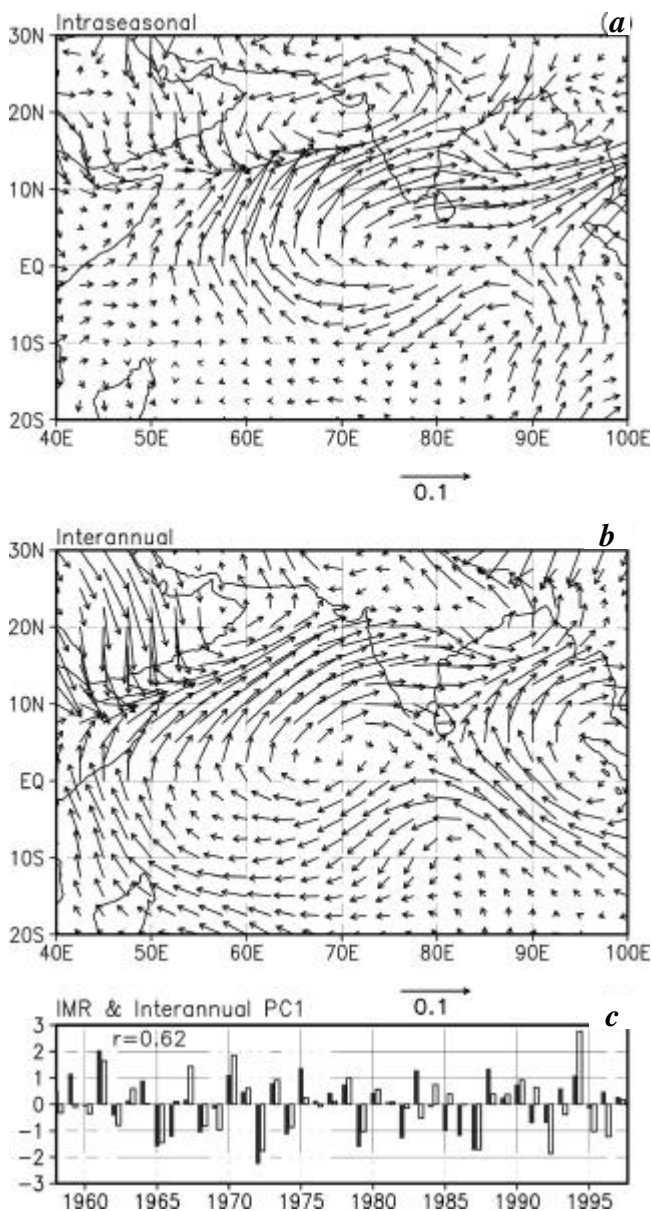 Intraseasonal (a)
30N
20N
10N
EQ
10S
20S
40E 50E 60E 70E 80E 90E 100E
0.1
Interannual b
30N
20N
10N
EQ
10S
20S
40E 50E 60E 70E 80E 90E 100E
0.1
IMR & Interannual PC1 c
r=0.62
3
2
1
0
-1
-2
-3
1960 1965 1970 1975 1980 1985 1990 1995